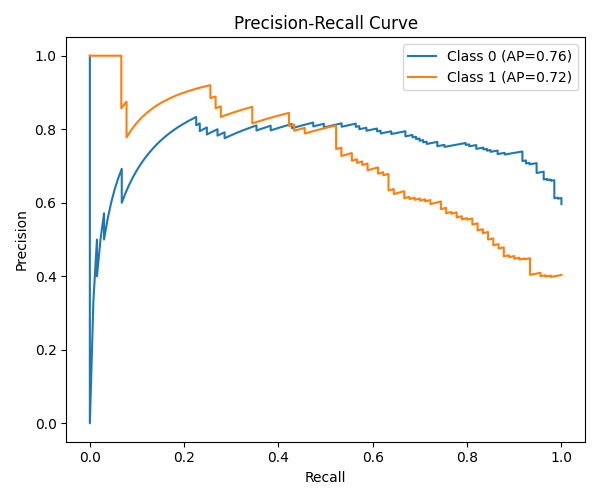 Precision-Recall Curve
Class 0 (AP=0.76)
Class 1 (AP=0.72)
Precision
1.0
0.8
0.6
0.4
0.2
0.0
0.0 0.2 0.4 0.6 0.8 1.0
Recall